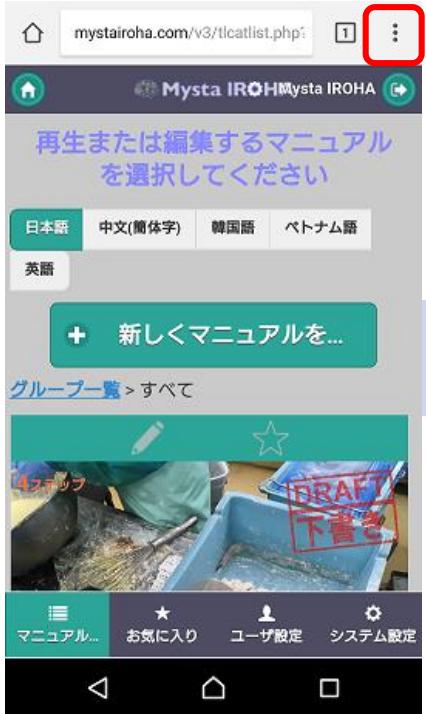 mystairoha.com/v3/tlcatlist.php?
1
Mysta IROHA
Mysta IROHA
再生または編集するマニュアル
を選択してください
日本語
中文(簡体字)
韓国語
ベトナム語
英語
新しくマニュアルを...
グループ一覧 > すべて
4ステップ
DRAFT
下書き
マニュアル...
お気に入り
ユーザ設定
システム設定